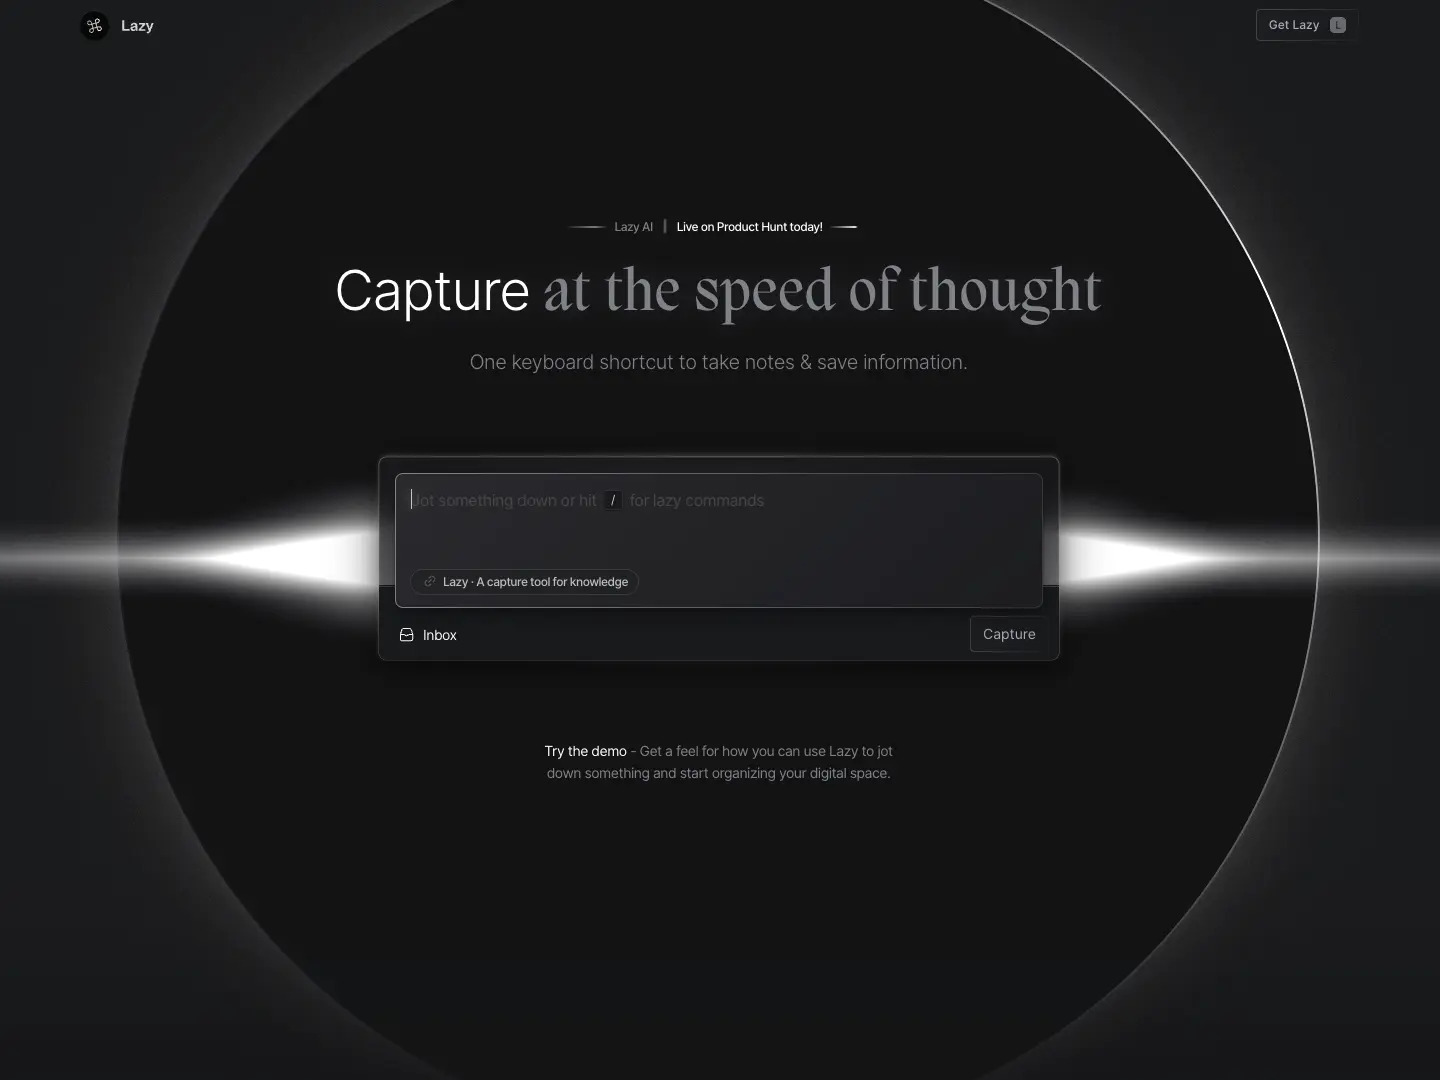 Lazy
Get Lazy L
Lazy AI | Live on Product Hunt today!
Capture at the speed of thought
One keyboard shortcut to take notes & save information.
Jot something down or hit / for lazy commands
Lazy · A capture tool for knowledge
Inbox
Capture
Try the demo - Get a feel for how you can use Lazy to jot
down something and start organizing your digital space.